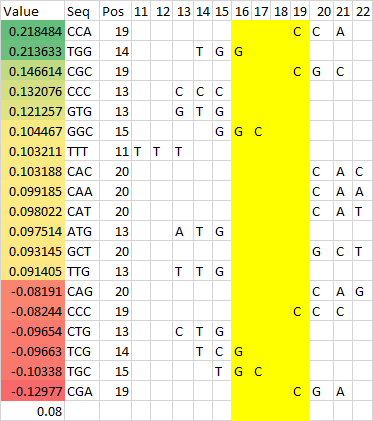 Value Seq Pos 11 12 13 14 15 16 17 18 19 20 21 22
0.218484 CCA 19 C C A
0.213633 TGG 14 T G G
0.146614 CGC 19 C G C
0.132076 CCC 13 C C C
0.121257 GTG 13 G T G
0.104467 GGC 15 G G C
0.103211 TTT 11 T T T
0.103188 CAC 20 C A C
0.099185 CAA 20 C A A
0.098022 CAT 20 C A T
0.097514 ATG 13 A T G
0.093145 GCT 20 G C T
0.091405 TTG 13 T T G
-0.08191 CAG 20 C A G
-0.08244 CCC 19 C C C
-0.09654 CTG 13 C T G
-0.09663 TCG 14 T C G
-0.10338 TGC 15 T G C
-0.12977 CGA 19 C G A
0.08